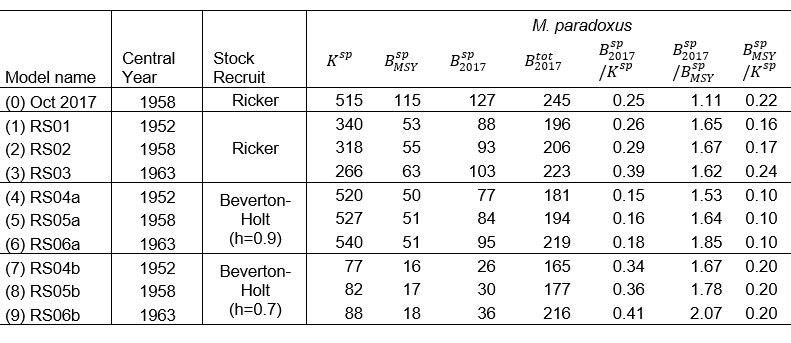 M. paradoxus
Model name Central Year Stock Recruit K^sp B^sp_MSY B^sp_2017 B^tot_2017 B^sp_2017 /K^sp B^sp_2017 /B^sp_MSY B^sp_MSY /K^sp
(0) Oct 2017 1958 Ricker 515 115 127 245 0.25 1.11 0.22
(1) RS01 1952 340 53 88 196 0.26 1.65 0.16
(2) RS02 1958 Ricker 318 55 93 206 0.29 1.67 0.17
(3) RS03 1963 266 63 103 223 0.39 1.62 0.24
(4) RS04a 1952 Beverton- 520 50 77 181 0.15 1.53 0.10
(5) RS05a 1958 Holt 527 51 84 194 0.16 1.64 0.10
(6) RS06a 1963 (h=0.9) 540 51 95 219 0.18 1.85 0.10
(7) RS04b 1952 Beverton- 77 16 26 165 0.34 1.67 0.20
(8) RS05b 1958 Holt 82 17 30 177 0.36 1.78 0.20
(9) RS06b 1963 (h=0.7) 88 18 36 216 0.41 2.07 0.20